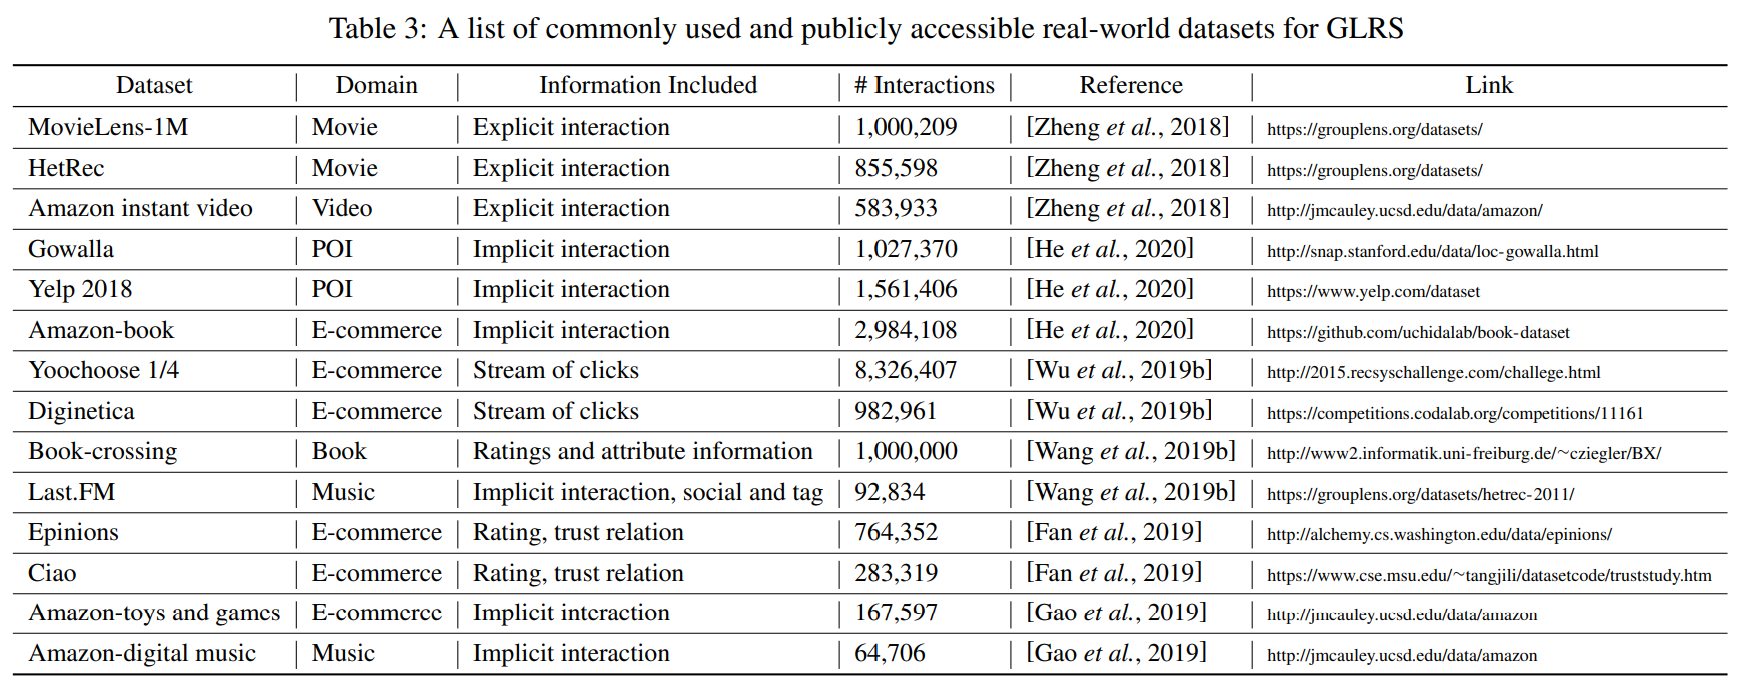 Table 3: A list of commonly used and publicly accessible real-world datasets for GLRS
Dataset Domain Information Included # Interactions Reference Link
MovieLens-1M Movie Explicit interaction 1,000,209 [Zheng et al., 2018] https://grouplens.org/datasets/
HetRec Movie Explicit interaction 855,598 [Zheng et al., 2018] https://grouplens.org/datasets/
Amazon instant video Video Explicit interaction 583,933 [Zheng et al., 2018] http://jmcauley.ucsd.edu/data/amazon/
Gowalla POI Implicit interaction 1,027,370 [He et al., 2020] http://snap.stanford.edu/data/loc-gowalla.html
Yelp 2018 POI Implicit interaction 1,561,406 [He et al., 2020] https://www.yelp.com/dataset
Amazon-book E-commerce Implicit interaction 2,984,108 [He et al., 2020] https://github.com/uchidalab/book-dataset
Yoochoose 1/4 E-commerce Stream of clicks 8,326,407 [Wu et al., 2019b] http://2015.recsyschallenge.com/challege.html
Diginetica E-commerce Stream of clicks 982,961 [Wu et al., 2019b] https://competitions.codalab.org/competitions/11161
Book-crossing Book Ratings and attribute information 1,000,000 [Wang et al., 2019b] http://www2.informatik.uni-freiburg.de/~cziegler/BX/
Last.FM Music Implicit interaction, social and tag 92,834 [Wang et al., 2019b] https://grouplens.org/datasets/hetrec-2011/
Epinions E-commerce Rating, trust relation 764,352 [Fan et al., 2019] http://alchemy.cs.washington.edu/data/epinions/
Ciao E-commerce Rating, trust relation 283,319 [Fan et al., 2019] https://www.cse.msu.edu/~tangjili/datasetcode/truststudy.htm
Amazon-toys and games E-commerce Implicit interaction 167,597 [Gao et al., 2019] http://jmcauley.ucsd.edu/data/amazon
Amazon-digital music Music Implicit interaction 64,706 [Gao et al., 2019] http://jmcauley.ucsd.edu/data/amazon